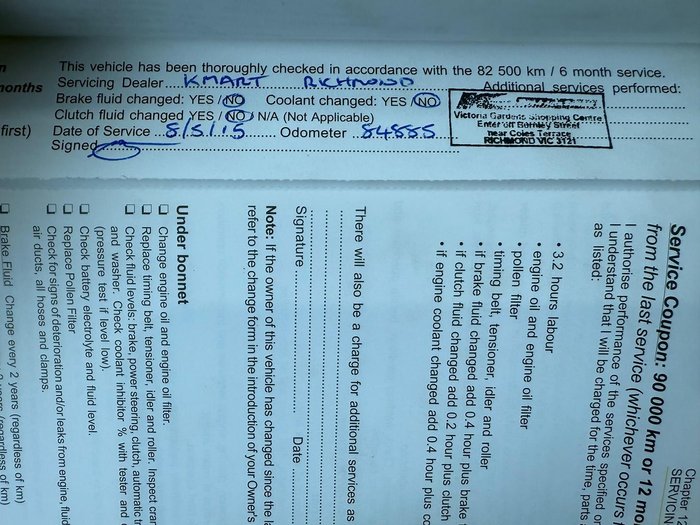 This vehicle has been thoroughly checked in accordance with the 82 500 km / 6 month service.
months
Servicing Dealer....KMART RICHMOND
Additional services performed:
Brake fluid changed: YES / NO Coolant changed: YES / NO
Clutch fluid changed YES / NO / N/A (Not Applicable)
first)
Date of Service...8/5/15...Odometer...84885
Signed
Victoria Gardens Shopping Centre
Enter off Burnley Street
near Coles Terrace
RICHMOND VIC 3121
Chapter 1
SERVICIN
Service Coupon: 90 000 km or 12 mo
from the last service (whichever occurs
I authorise performance of the services specified o
I understand that I will be charged for the time, parts
as listed:
• 3.2 hours labour
• engine oil and engine oil filter
• pollen filter
• timing belt, tensioner, idler and roller
• if brake fluid changed add 0.4 hour plus brake
• if clutch fluid changed add 0.2 hour plus clutch
• if engine coolant changed add 0.4 hour plus co
There will also be a charge for additional services as
Signature Date
Note: If the owner of this vehicle has changed since the la
refer to the change form in the introduction of your Owner's
Under bonnet
❑ Change engine oil and engine oil filter.
❑ Replace timing belt, tensioner, idler and roller. Inspect cran
❑ Check fluid levels: brake, power steering, clutch, automatic tr
and washer. Check coolant inhibitor % with tester and
(pressure test if level low).
❑ Check battery electrolyte and fluid level.
❑ Replace Pollen Filter
❑ Check for signs of deterioration and/or leaks from engine, fluid
air ducts, all hoses and clamps.
❑ Brake Fluid Change every 2 years (regardless of km)
years (regardless of km)